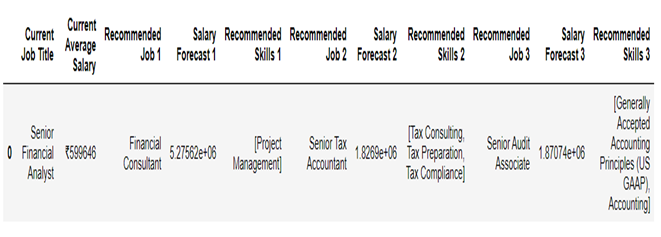 Current Job Title Current Average Salary Recommended Job 1 Salary Forecast 1 Recommended Skills 1 Recommended Job 2 Salary Forecast 2 Recommended Skills 2 Recommended Job 3 Salary Forecast 3 Recommended Skills 3
0 Senior Financial Analyst ₹599646 Financial Consultant 5.27562e+06 [Project Management] Senior Tax Accountant 1.8269e+06 [Tax Consulting, Tax Preparation, Tax Compliance] Senior Audit Associate 1.87074e+06 [Generally Accepted Accounting Principles (US GAAP), Accounting]